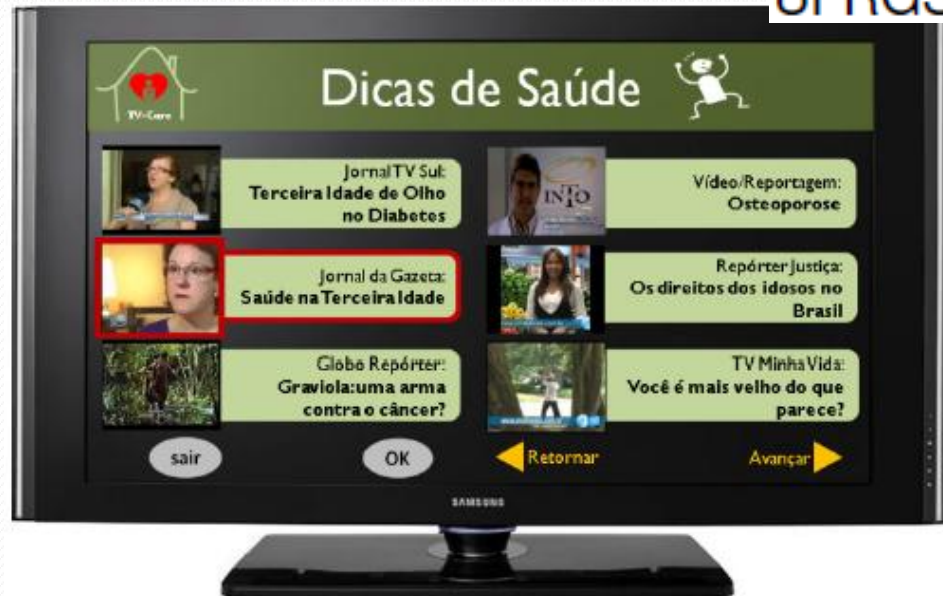 UFRGS
Dicas de Saúde
TV-Care
Jornal TV Sul:
Terceira Idade de Olho
no Diabetes
INTO
Vídeo/Reportagem:
Osteoporose
Jornal da Gazeta:
Saúde na Terceira Idade
Repórter Justiça:
Os direitos dos idosos no
Brasil
Globo Repórter:
Graviola:uma arma
contra o câncer?
TV Minha Vida:
Você é mais velho do que
parece?
sair
OK
Retornar
Avançar
SAMSUNG